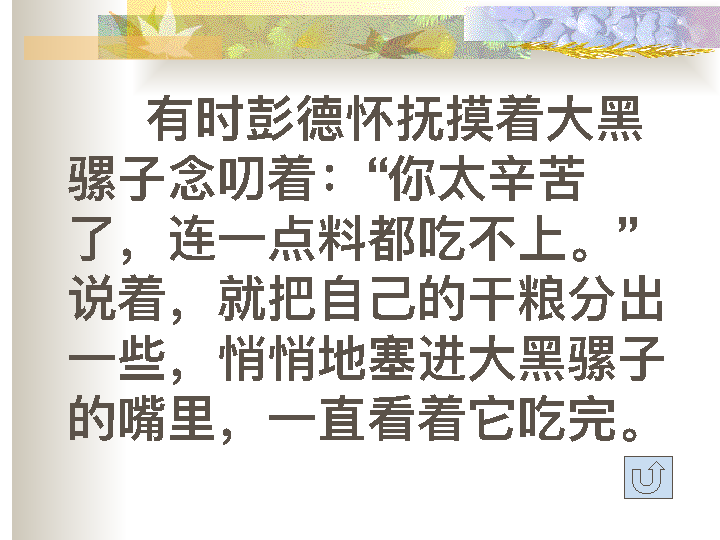 有时彭德怀抚摸着大黑
骡子念叨着：“你太辛苦
了，连一点料都吃不上。”
说着，就把自己的干粮分出
一些，悄悄地塞进大黑骡子
的嘴里，一直看着它吃完。